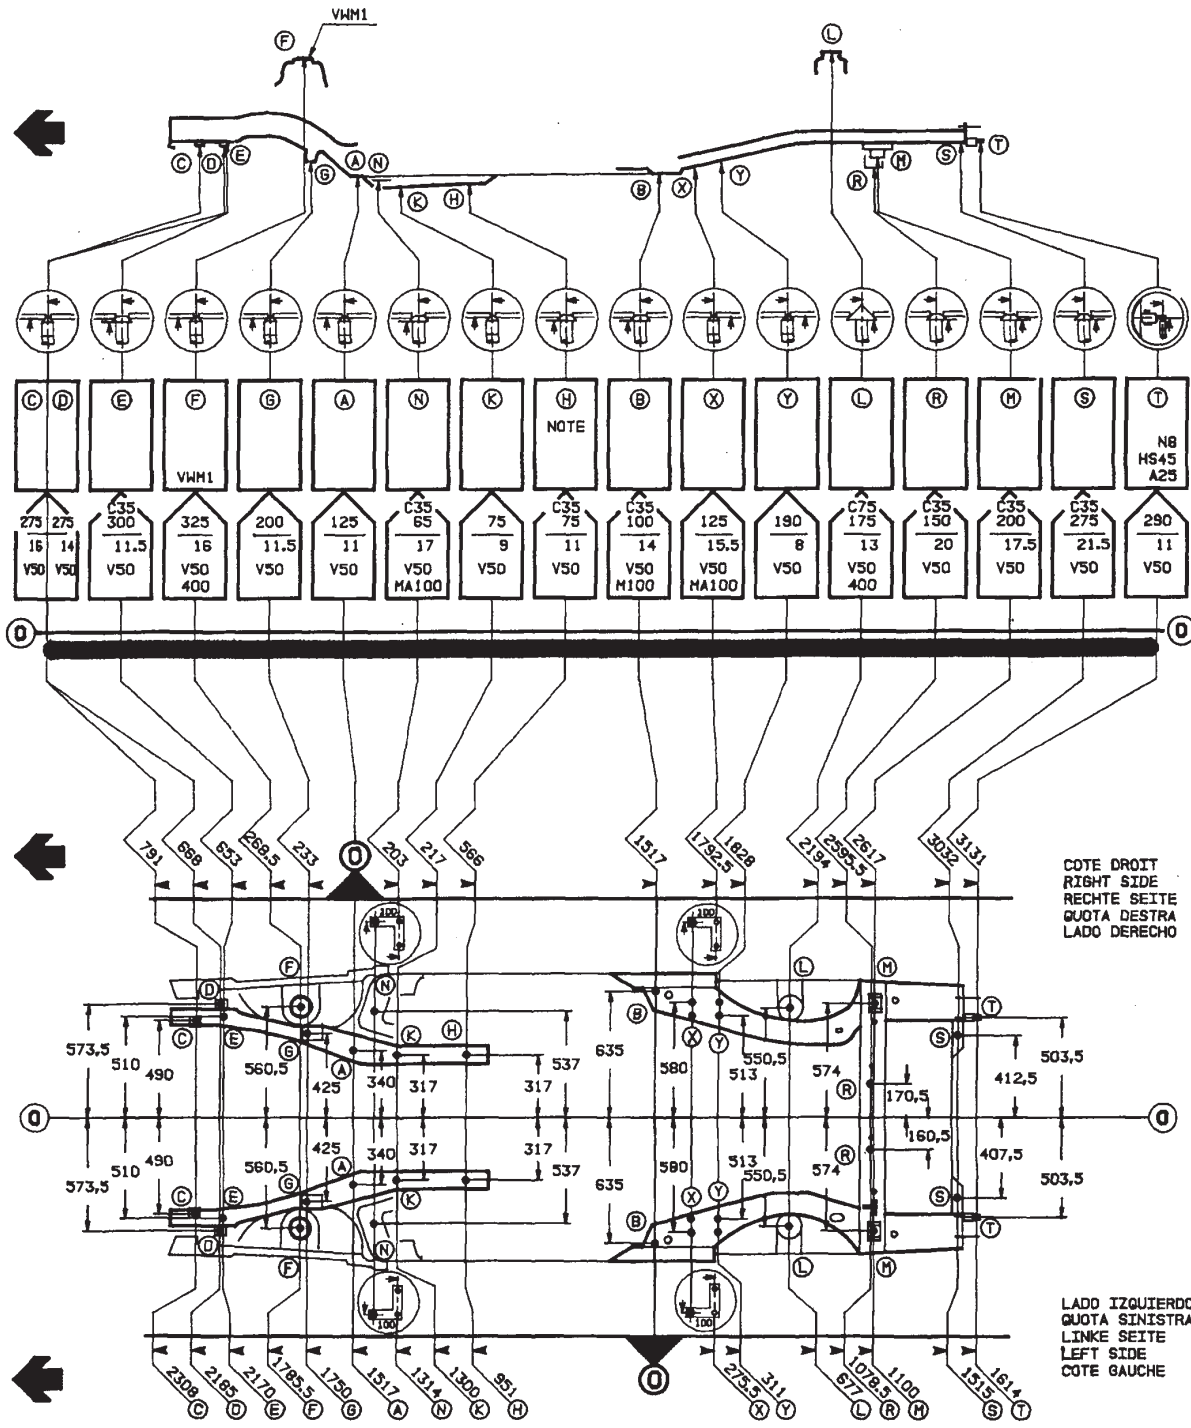 VWM1
F L
C D E G A N K H B X Y R M S T
C D E F G A N K H B X Y L R M S T
NOTE
N8
HS45
A25
VWM1
C35 C35 C35 C35 C35 C75 C35 C35 C35
275 275 300 325 200 125 65 75 75 100 125 190 175 150 200 275 290
16 14 11.5 16 11.5 11 17 9 11 14 15.5 8 13 20 17.5 21.5 11
V50 V50 V50 V50 V50 V50 V50 V50 V50 V50 V50 V50 V50 V50 V50 V50 V50
400 MA100 M100 MA100 400
0 0
791 668 653 268.5 233 0 203 217 566 1517 1792.5 1828 2194 2595.5 2617 3032 3131
COTE DROIT
RIGHT SIDE
RECHTE SEITE
QUOTA DESTRA
LADO DERECHO
100 100
D F N L M T
C E G A K H B X Y R S
573,5 510 490 560,5 425 340 317 317 537 635 580 513 550,5 574 170,5 412,5 503,5
0 0
573,5 510 490 560,5 425 340 317 317 537 635 580 513 550,5 574 160,5 407,5 503,5
C E G A K B X Y R S
D F N L M T
100 100
LADO IZQUIERDO
QUOTA SINISTRA
LINKE SEITE
LEFT SIDE
COTE GAUCHE
0
2308 2185 2170 1785.5 1750 1517 1314 1300 951 275.5 311 677 1078.5 1100 1515 1614
C D E F G A N K H X Y L R M S T